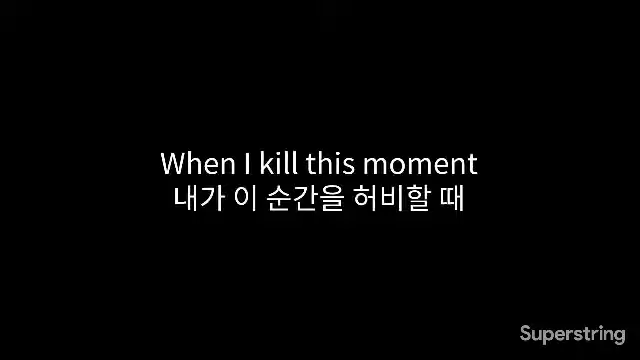 When I kill this moment
내가 이 순간을 허비할 때
Superstring